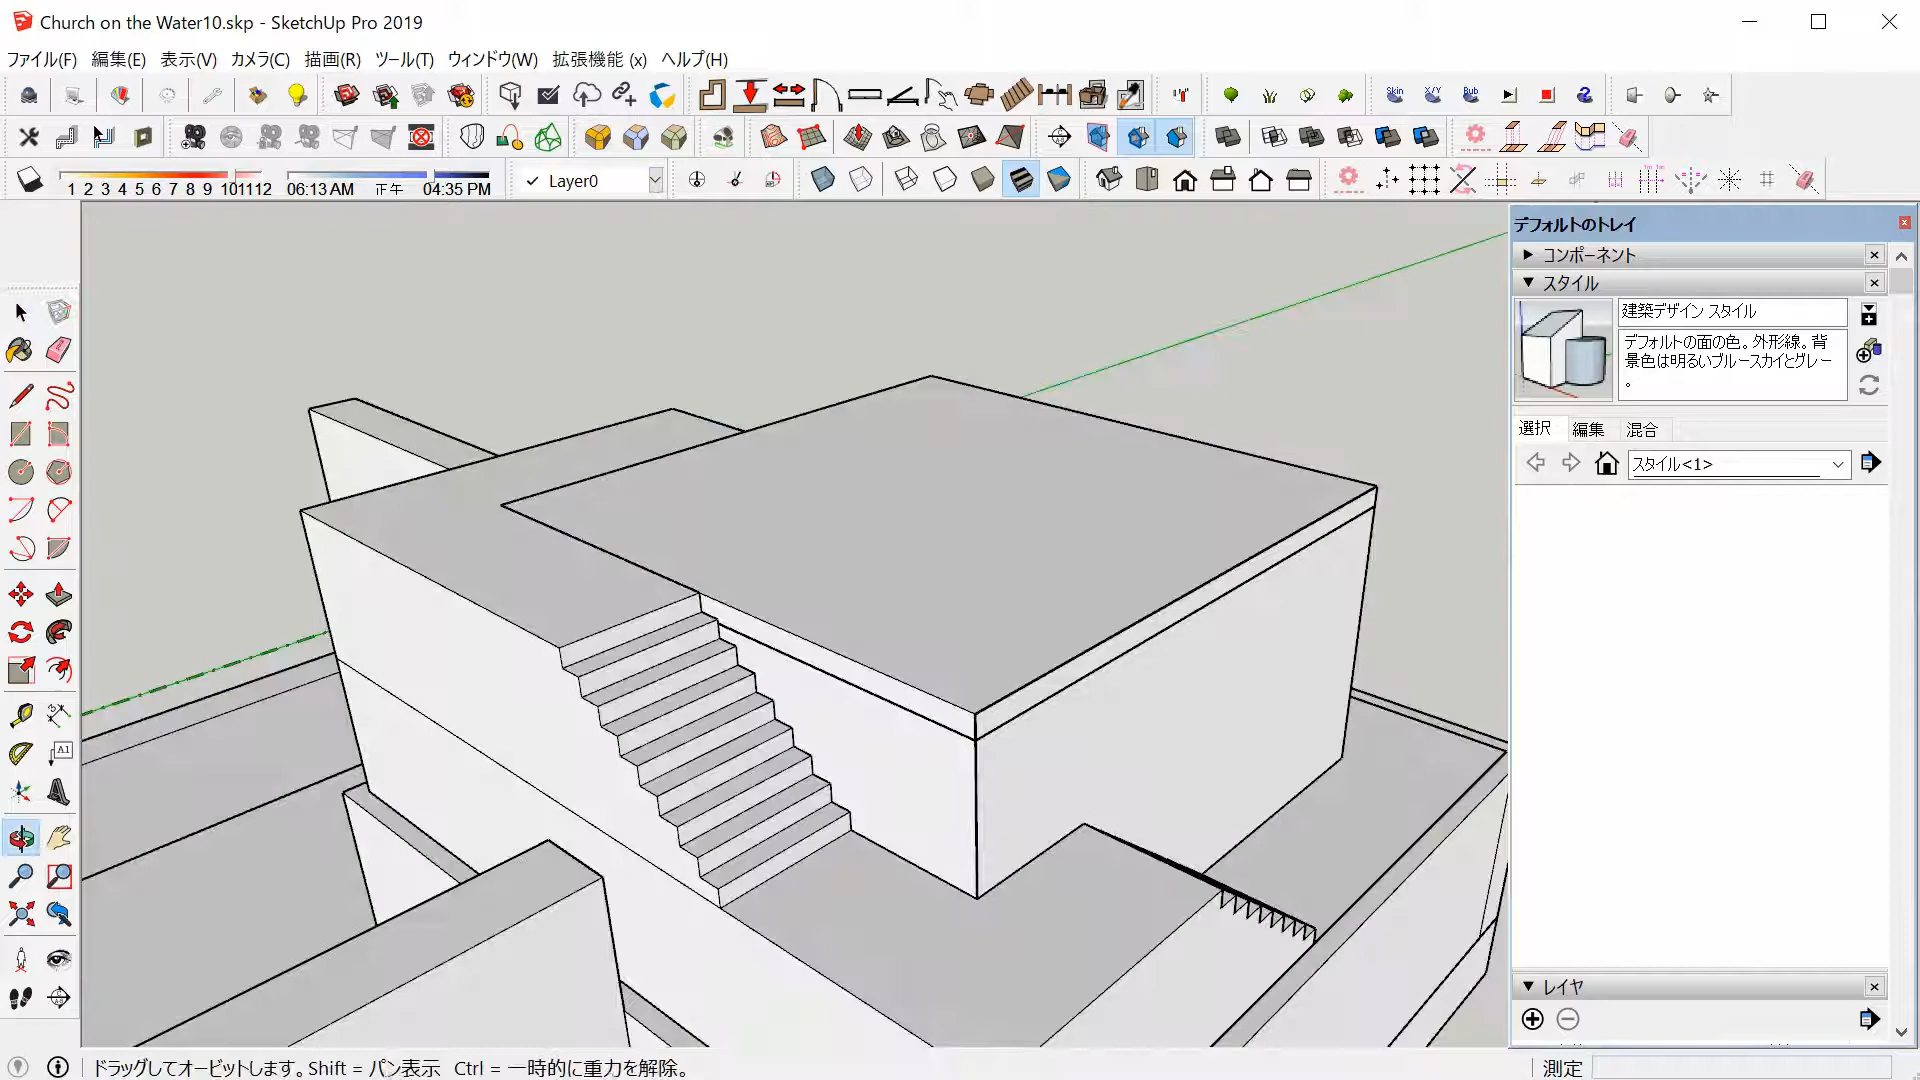 Church on the Water10.skp - SketchUp Pro 2019
ファイル(F) 編集(E) 表示(V) カメラ(C) 描画(R) ツール(T) ウィンドウ(W) 拡張機能 (x) ヘルプ(H)
Skin X/Y Bub
1 2 3 4 5 6 7 8 9 10 11 12 06:13 AM 正午 04:35 PM Layer0
デフォルトのトレイ
コンポーネント
スタイル
建築デザイン スタイル
デフォルトの面の色。外形線。背
景色は明るいブルースカイとグレー
。
選択 編集 混合
スタイル<1>
A1
レイヤ
ドラッグしてオービットします。Shift = パン表示 Ctrl = 一時的に重力を解除。
測定